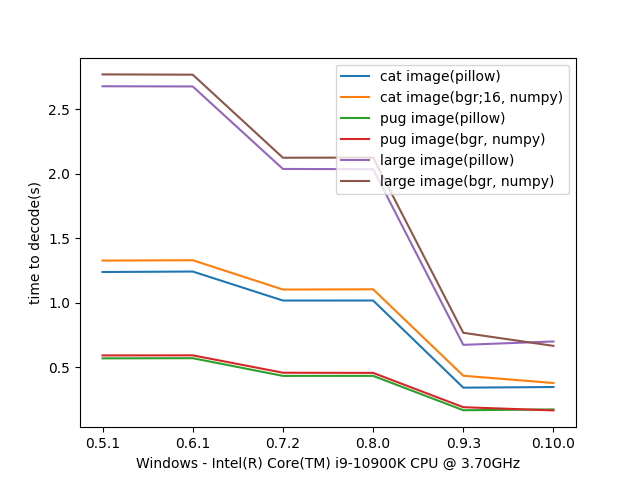 cat image(pillow)
cat image(bgr;16, numpy)
pug image(pillow)
pug image(bgr, numpy)
large image(pillow)
large image(bgr, numpy)
time to decode(s)
2.5
2.0
1.5
1.0
0.5
0.5.1 0.6.1 0.7.2 0.8.0 0.9.3 0.10.0
Windows - Intel(R) Core(TM) i9-10900K CPU @ 3.70GHz